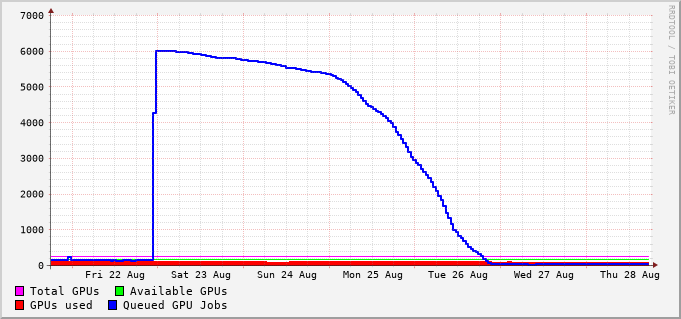 7000
6000
5000
4000
3000
2000
1000
0
Fri 22 Aug Sat 23 Aug Sun 24 Aug Mon 25 Aug Tue 26 Aug Wed 27 Aug Thu 28 Aug
Total GPUs Available GPUs
GPUs used Queued GPU Jobs
RRDTOOL / TOBI OETIKER